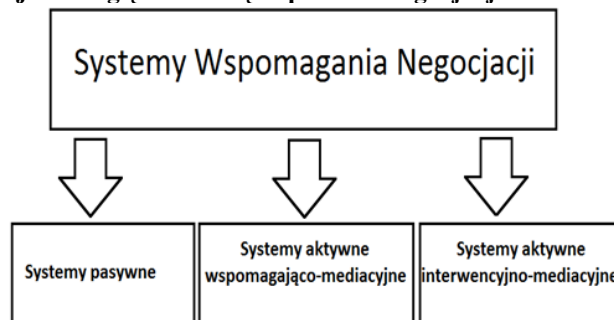 Systemy Wspomagania Negocjacji
Systemy pasywne
Systemy aktywne
wspomagająco-mediacyjne
Systemy aktywne
interwencyjno-mediacyjne